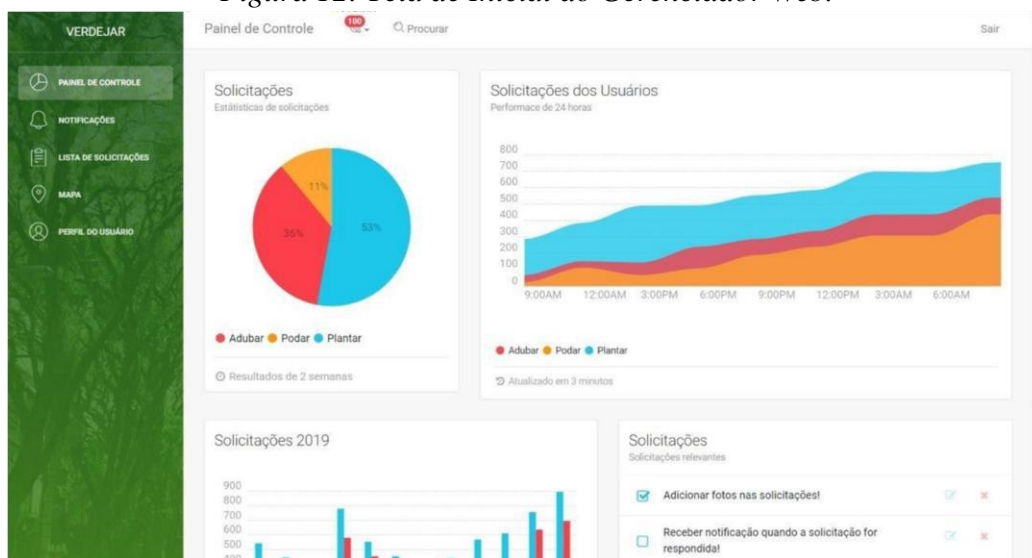 Figura 12: Tela de Inicial do Gerenciador Web.
VERDEJAR
Painel de Controle
100
Procurar
Sair
PAINEL DE CONTROLE
NOTIFICAÇÕES
LISTA DE SOLICITAÇÕES
MAPA
PERFIL DO USUÁRIO
Solicitações
Estátisticas de solicitações
11%
36%
53%
Adubar Podar Plantar
Resultados de 2 semanas
Solicitações dos Usuários
Performace de 24 horas
800
700
600
500
400
300
200
100
0
9:00AM 12:00AM 3:00PM 6:00PM 9:00PM 12:00PM 3:00AM 6:00AM
Adubar Podar Plantar
Atualizado em 3 minutos
Solicitações 2019
900
800
700
600
500
400
Solicitações
Solicitações relevantes
Adicionar fotos nas solicitações!
Receber notificação quando a solicitação for
respondida!